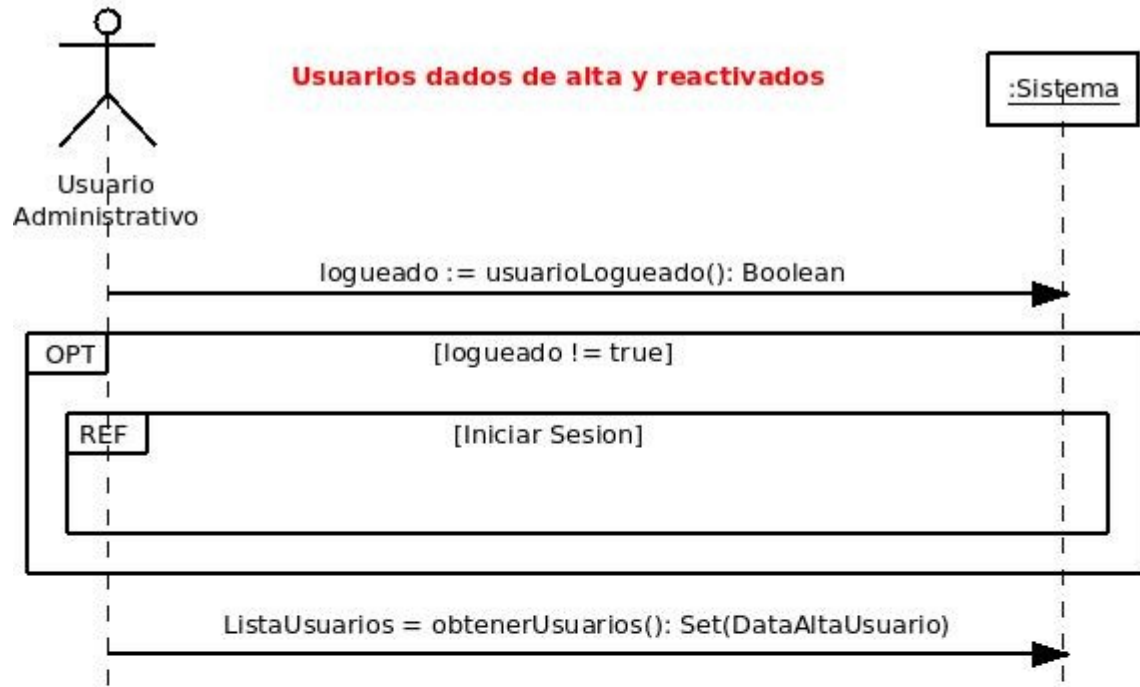 Usuarios dados de alta y reactivados
:Sistema
Usuario
Administrativo
logueado := usuarioLogueado(): Boolean
OPT
[logueado != true]
REF
[Iniciar Sesion]
ListaUsuarios = obtenerUsuarios(): Set(DataAltaUsuario)